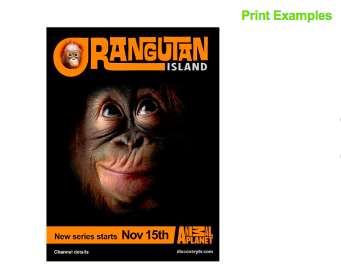 Print Examples
ORANGUTAN
ISLAND
New series starts Nov 15th
ANIMAL
PLANET
Channel details
discoverytv.com